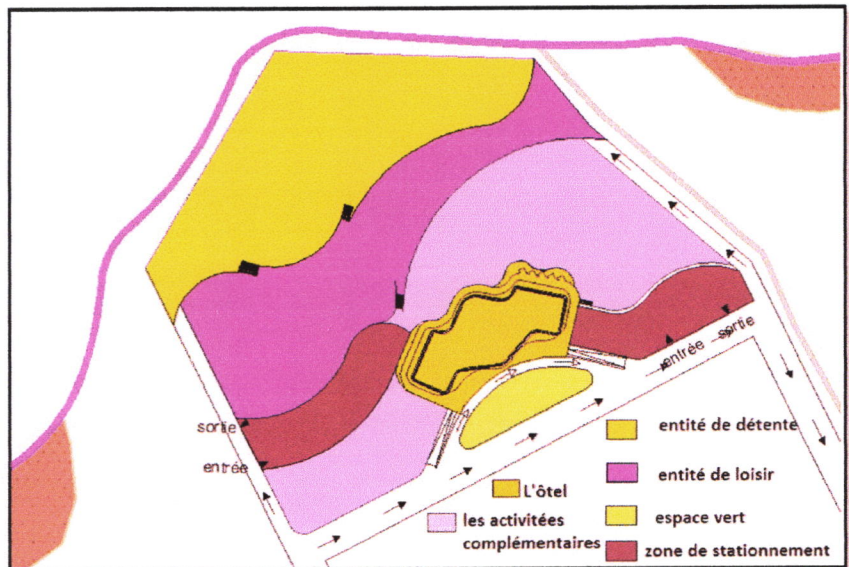 entrée sortie
sortie
entrée
entité de détente
entité de loisir
L'ôtel
espace vert
les activitées
complémentaires
zone de stationnement